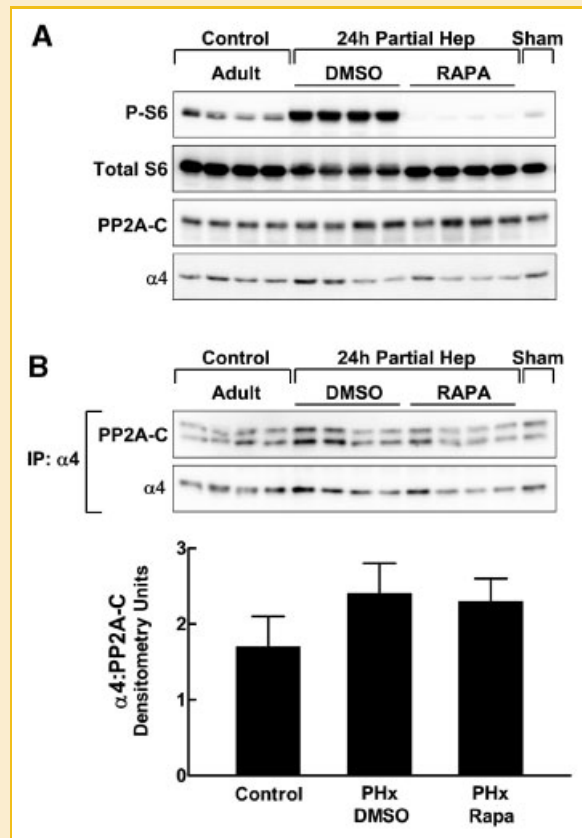 A
Control 24h Partial Hep Sham
Adult DMSO RAPA
P-S6
Total S6
PP2A-C
α4
B
Control 24h Partial Hep Sham
Adult DMSO RAPA
IP: α4
PP2A-C
α4
α4:PP2A-C
Densitometry Units
3
2
1
0
Control PHx PHx
DMSO Rapa